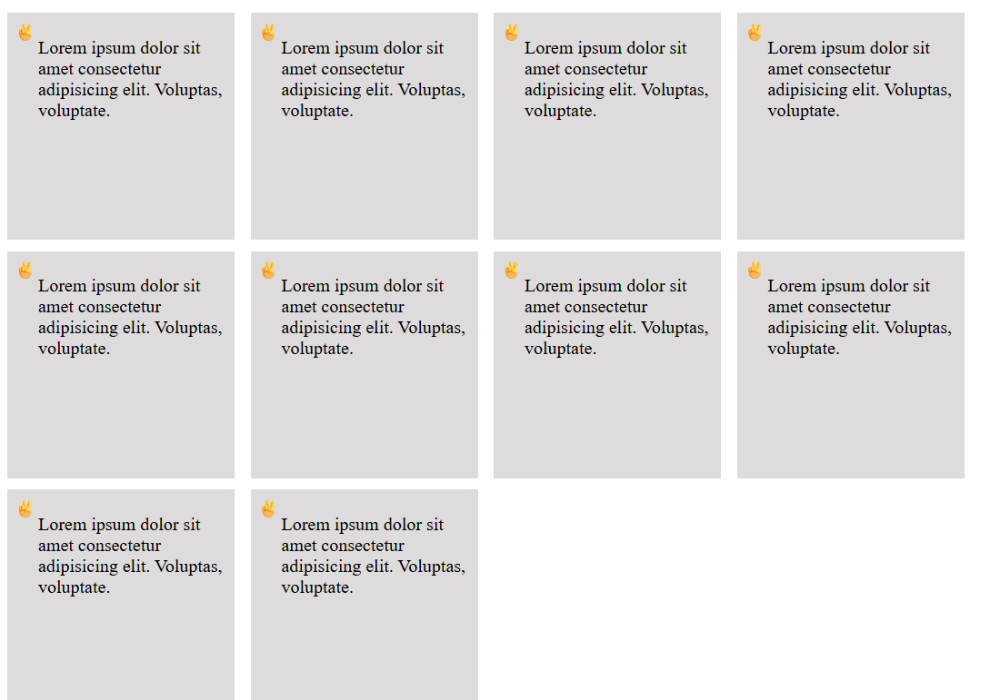 ✌
Lorem ipsum dolor sit
amet consectetur
adipisicing elit. Voluptas,
voluptate.
✌
Lorem ipsum dolor sit
amet consectetur
adipisicing elit. Voluptas,
voluptate.
✌
Lorem ipsum dolor sit
amet consectetur
adipisicing elit. Voluptas,
voluptate.
✌
Lorem ipsum dolor sit
amet consectetur
adipisicing elit. Voluptas,
voluptate.
✌
Lorem ipsum dolor sit
amet consectetur
adipisicing elit. Voluptas,
voluptate.
✌
Lorem ipsum dolor sit
amet consectetur
adipisicing elit. Voluptas,
voluptate.
✌
Lorem ipsum dolor sit
amet consectetur
adipisicing elit. Voluptas,
voluptate.
✌
Lorem ipsum dolor sit
amet consectetur
adipisicing elit. Voluptas,
voluptate.
✌
Lorem ipsum dolor sit
amet consectetur
adipisicing elit. Voluptas,
voluptate.
✌
Lorem ipsum dolor sit
amet consectetur
adipisicing elit. Voluptas,
voluptate.